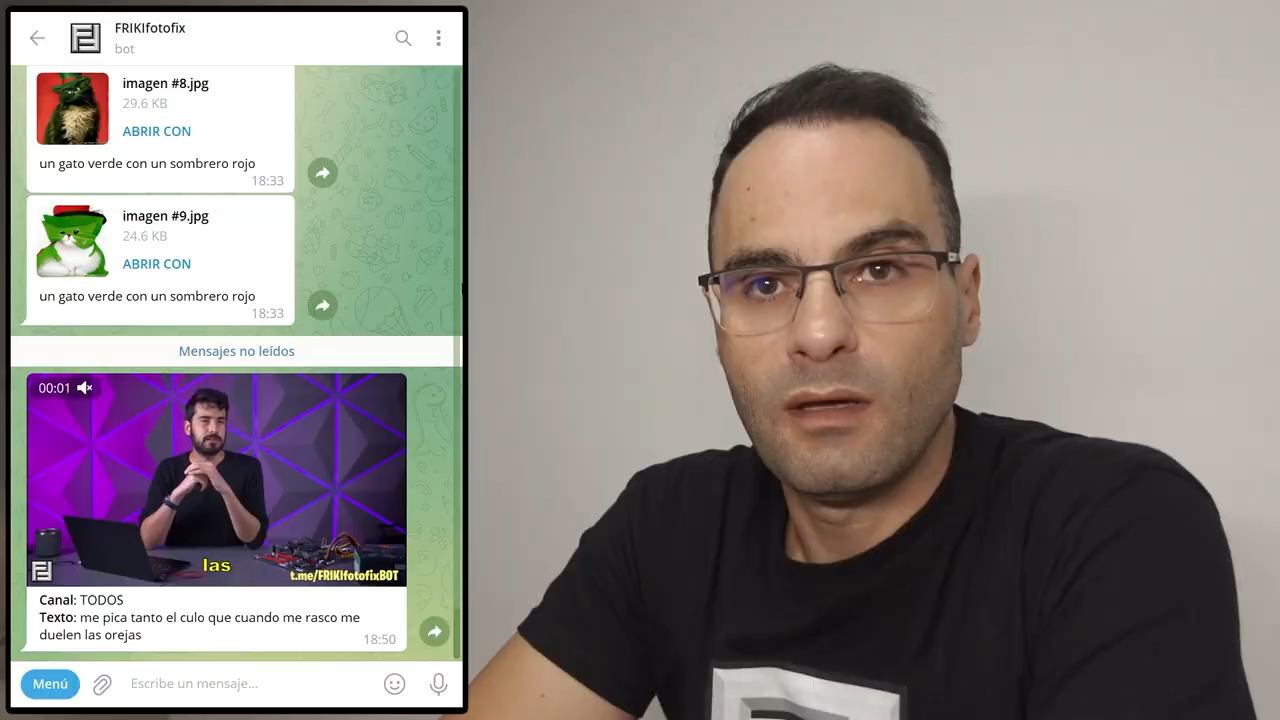 FRIKIfotofix
bot
imagen #8.jpg
29.6 KB
ABRIR CON
un gato verde con un sombrero rojo
18:33
imagen #9.jpg
24.6 KB
ABRIR CON
un gato verde con un sombrero rojo
18:33
Mensajes no leídos
00:01
las
t.me/FRIKIfotofixBOT
Canal: TODOS
Texto: me pica tanto el culo que cuando me rasco me
duelen las orejas
18:50
Menú
Escribe un mensaje...